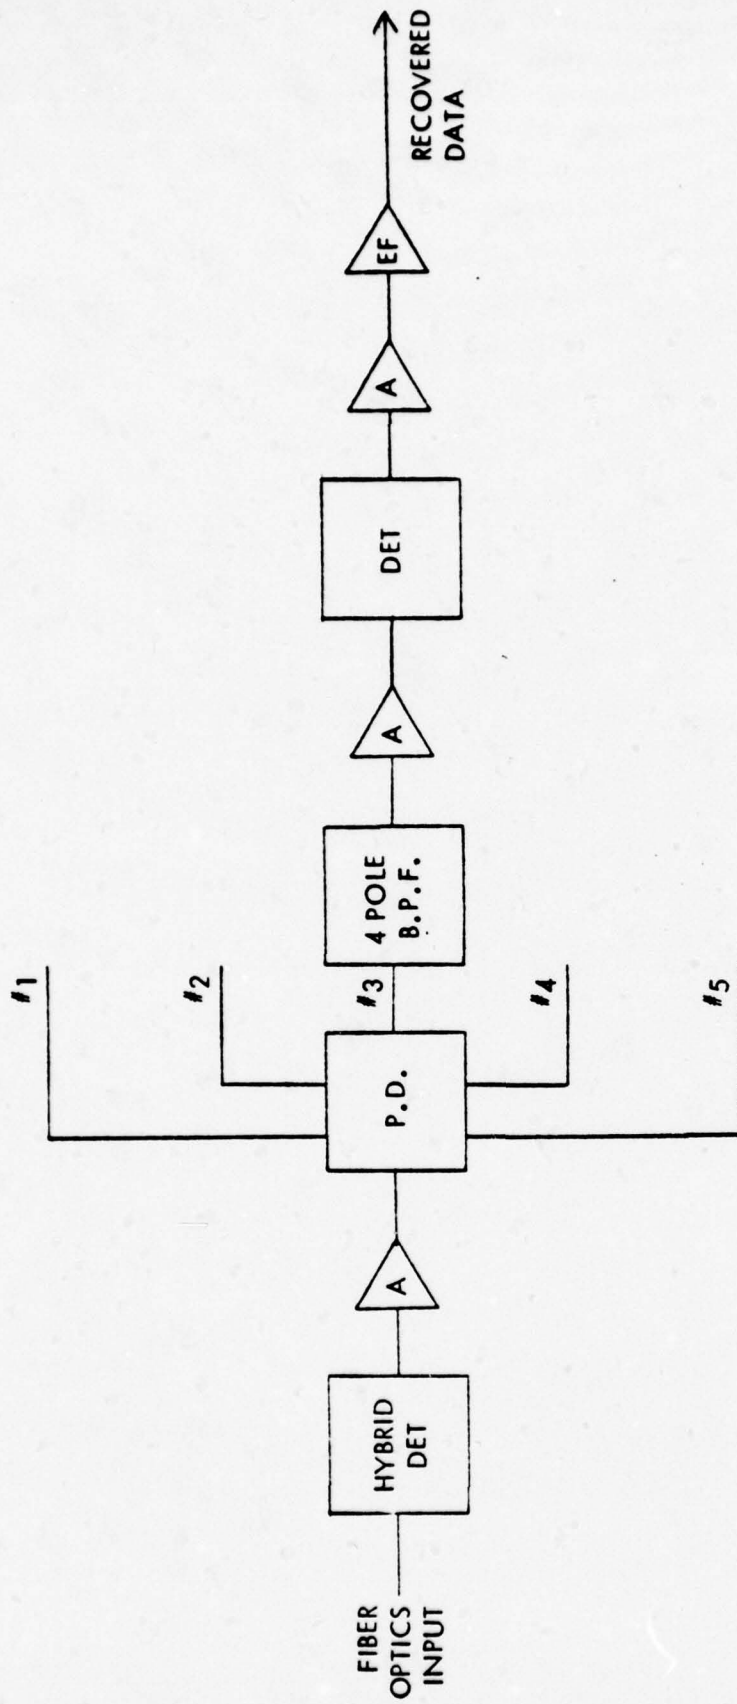 FIBER
OPTICS
INPUT
HYBRID
DET
A
P.D.
#1
#2
#3
#4
#5
4 POLE
B.P.F.
A
DET
A
EF
RECOVERED
DATA